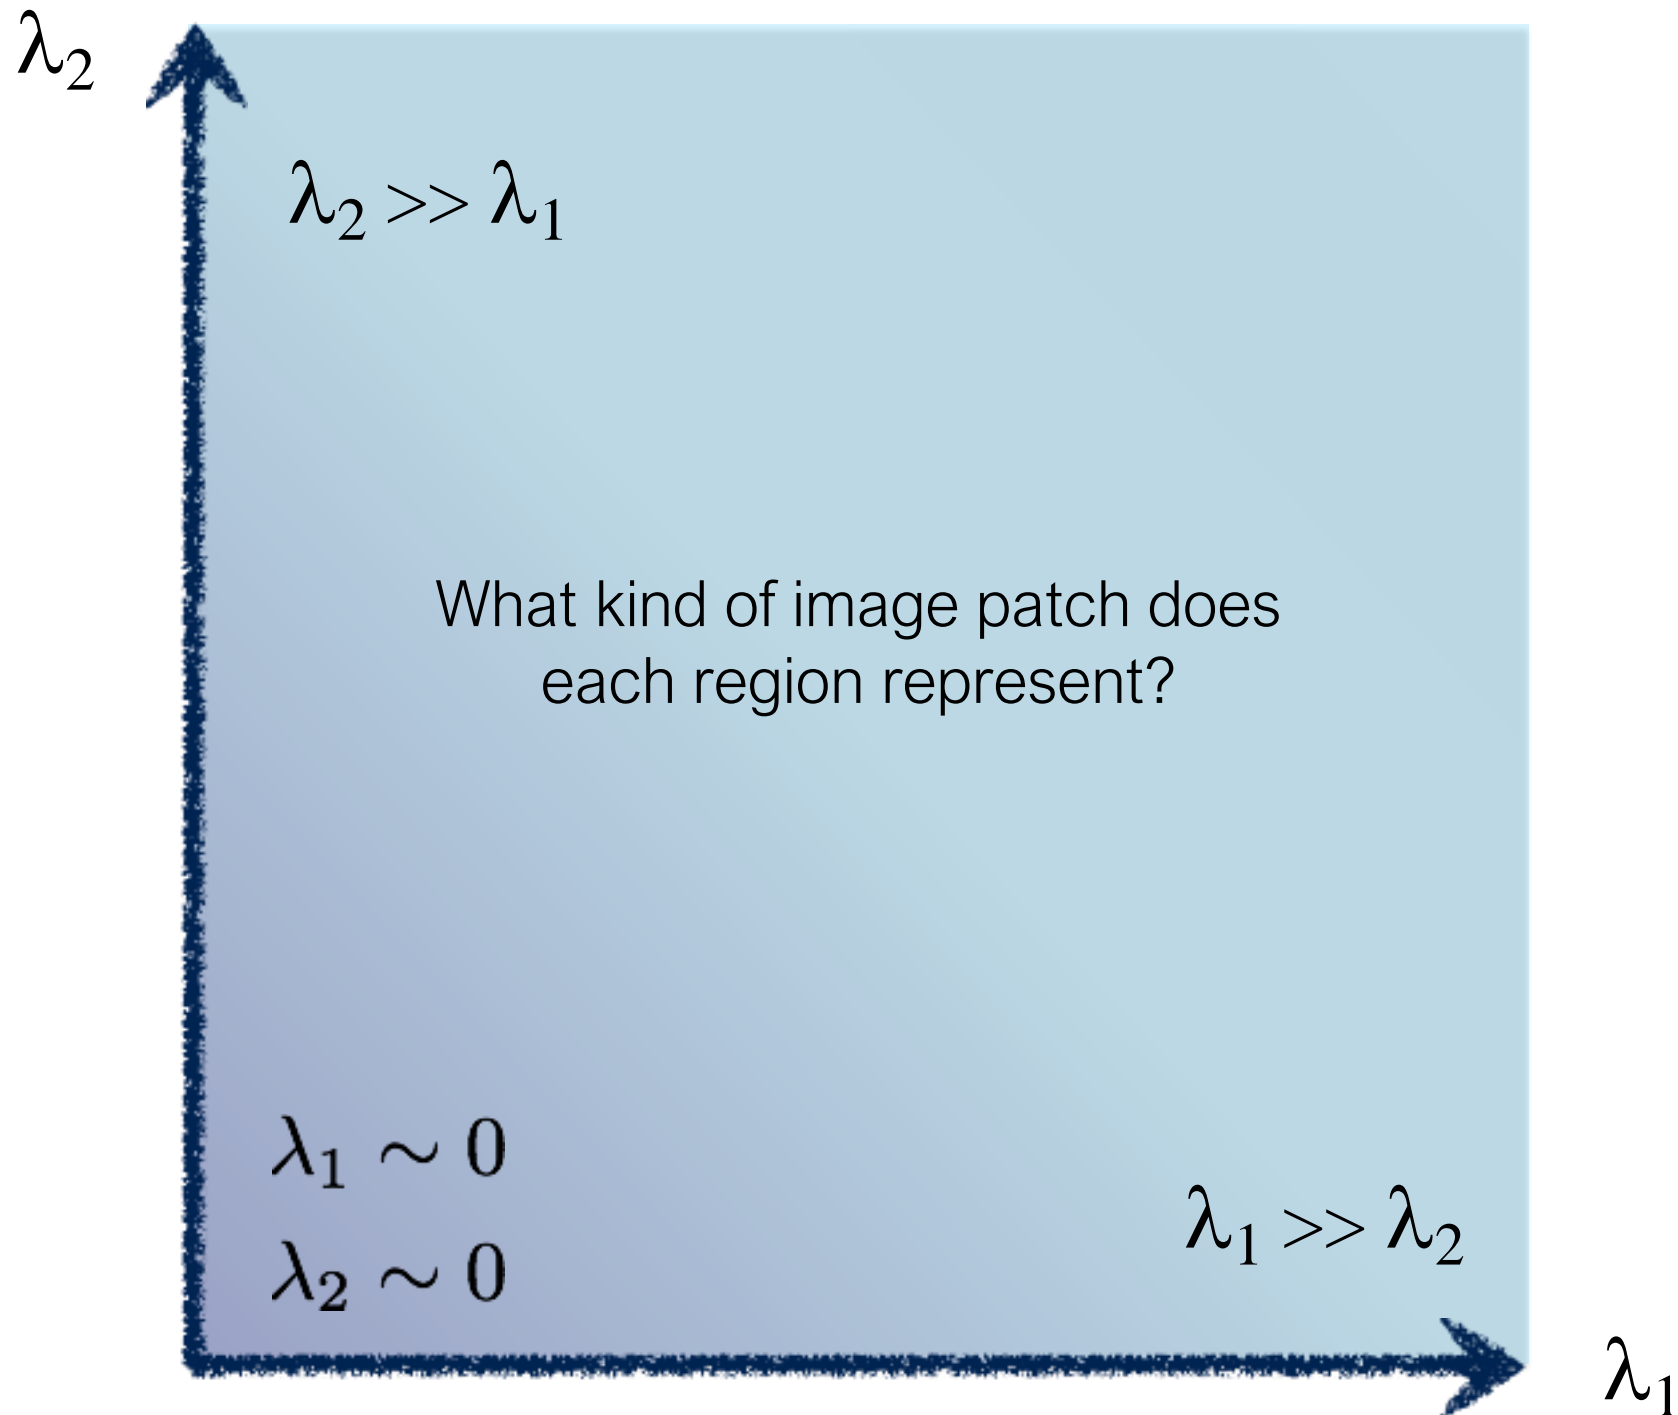 λ₂
λ₂ >> λ₁
What kind of image patch does
each region represent?
λ₁ ∼ 0
λ₂ ∼ 0
λ₁ >> λ₂
λ₁